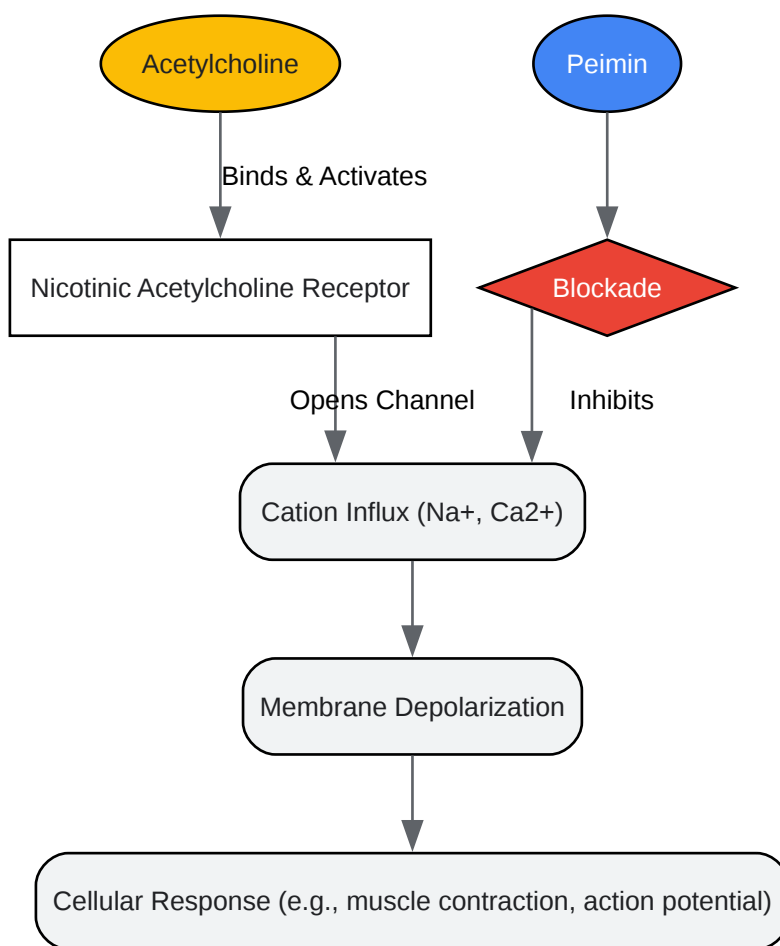 Acetylcholine
Peimin
Binds & Activates
Nicotinic Acetylcholine Receptor
Blockade
Opens Channel
Inhibits
Cation Influx (Na+, Ca2+)
Membrane Depolarization
Cellular Response (e.g., muscle contraction, action potential)